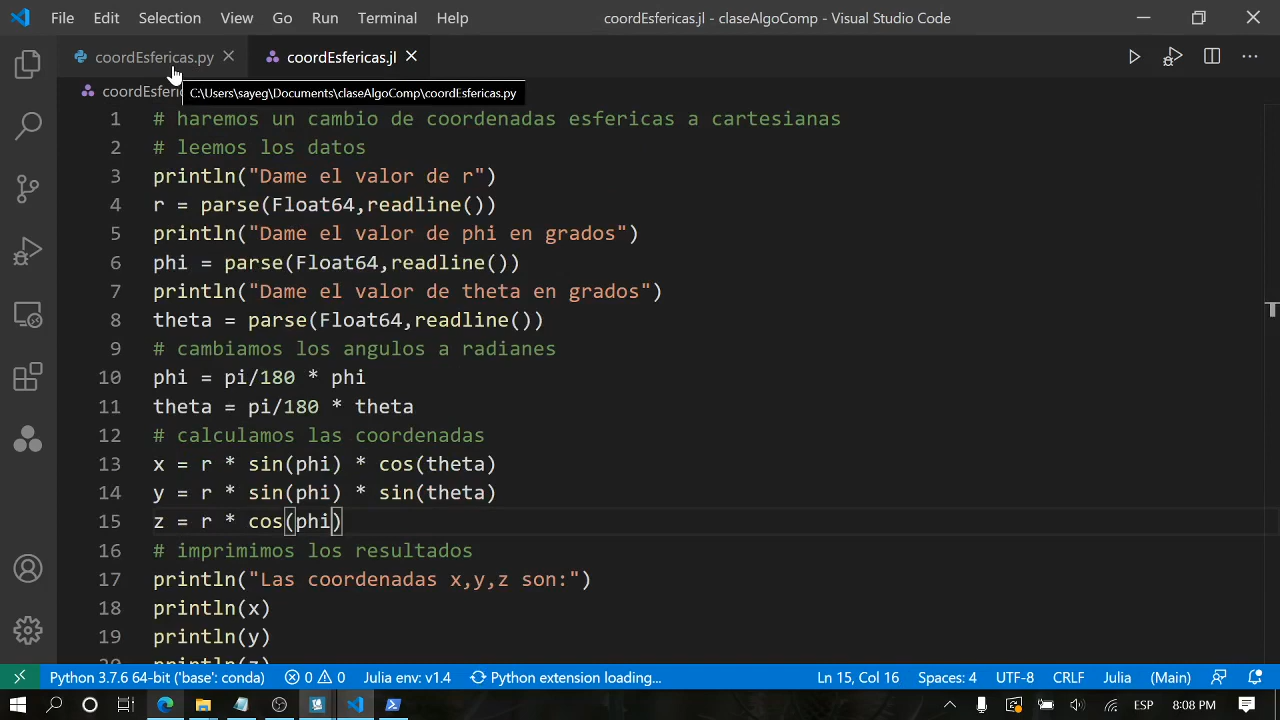 File Edit Selection View Go Run Terminal Help coordEsfericas.jl - claseAlgoComp - Visual Studio Code
coordEsfericas.py coordEsfericas.jl
C:\Users\sayeg\Documents\claseAlgoComp\coordEsfericas.py
1 # haremos un cambio de coordenadas esfericas a cartesianas
2 # leemos los datos
3 println("Dame el valor de r")
4 r = parse(Float64,readline())
5 println("Dame el valor de phi en grados")
6 phi = parse(Float64,readline())
7 println("Dame el valor de theta en grados")
8 theta = parse(Float64,readline())
9 # cambiamos los angulos a radianes
10 phi = pi/180 * phi
11 theta = pi/180 * theta
12 # calculamos las coordenadas
13 x = r * sin(phi) * cos(theta)
14 y = r * sin(phi) * sin(theta)
15 z = r * cos(phi)
16 # imprimimos los resultados
17 println("Las coordenadas x,y,z son:")
18 println(x)
19 println(y)
20 println(z)
Python 3.7.6 64-bit ('base': conda) 0 0 Julia env: v1.4 Python extension loading... Ln 15, Col 16 Spaces: 4 UTF-8 CRLF Julia (Main)
ESP 8:08 PM